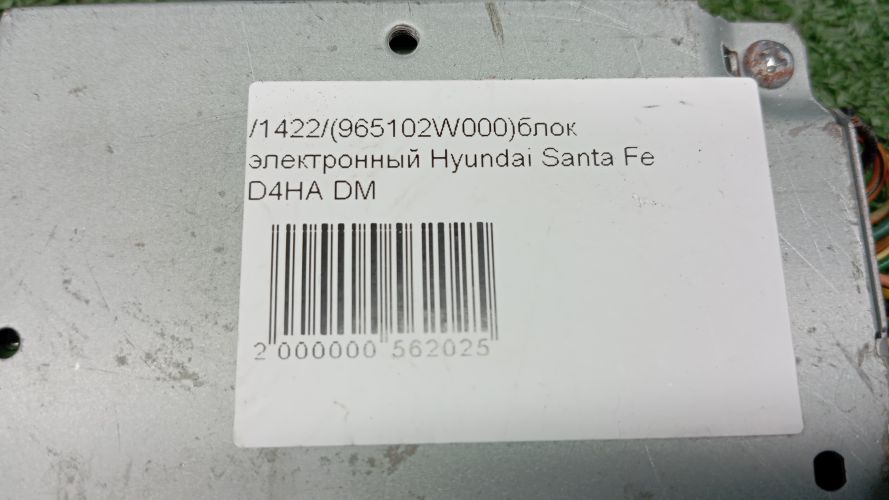 /1422/(965102W000)блок
электронный Hyundai Santa Fe
D4HA DM
2 000000 562025